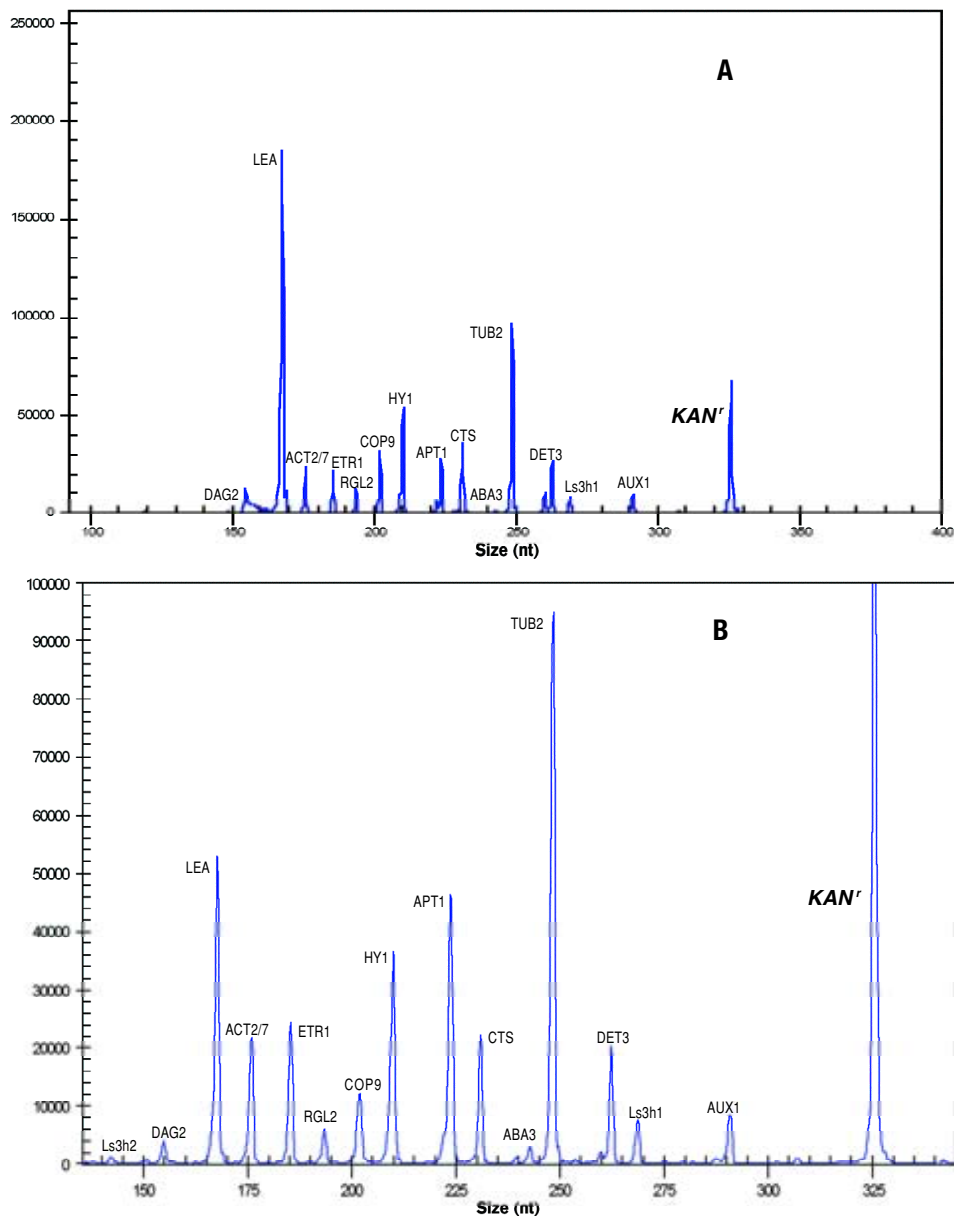 250000
A
200000
LEA
150000
100000
TUB2
50000
HY1
KANʳ
COP9
CTS
ACT2/7
ETR1
APT1
DET3
RGL2
ABA3
Ls3h1
AUX1
DAG2
0
100
150
200
250
300
350
400
Size (nt)
100000
TUB2
B
90000
80000
70000
60000
50000
LEA
APT1
KANʳ
40000
HY1
30000
ACT2/7
ETR1
CTS
DET3
20000
COP9
RGL2
AUX1
Ls3h1
10000
DAG2
ABA3
Ls3h2
0
150
175
200
225
250
275
300
325
Size (nt)